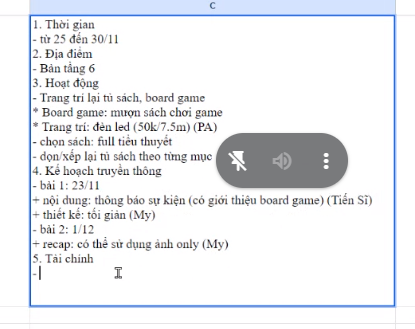 C
1. Thời gian
- từ 25 đến 30/11
2. Địa điểm
- Bàn tầng 6
3. Hoạt động
- Trang trí lại tủ sách, board game
* Board game: mượn sách chơi game
* Trang trí: đèn led (50k/7.5m) (PA)
- chọn sách: full tiểu thuyết
- dọn/xếp lại tủ sách theo từng mục
4. Kế hoạch truyền thông
- bài 1: 23/11
+ nội dung: thông báo sự kiện (có giới thiệu board game) (Tiến Sĩ)
+ thiết kế: tối giản (My)
- bài 2: 1/12
+ recap: có thể sử dụng ảnh only (My)
5. Tài chính
-